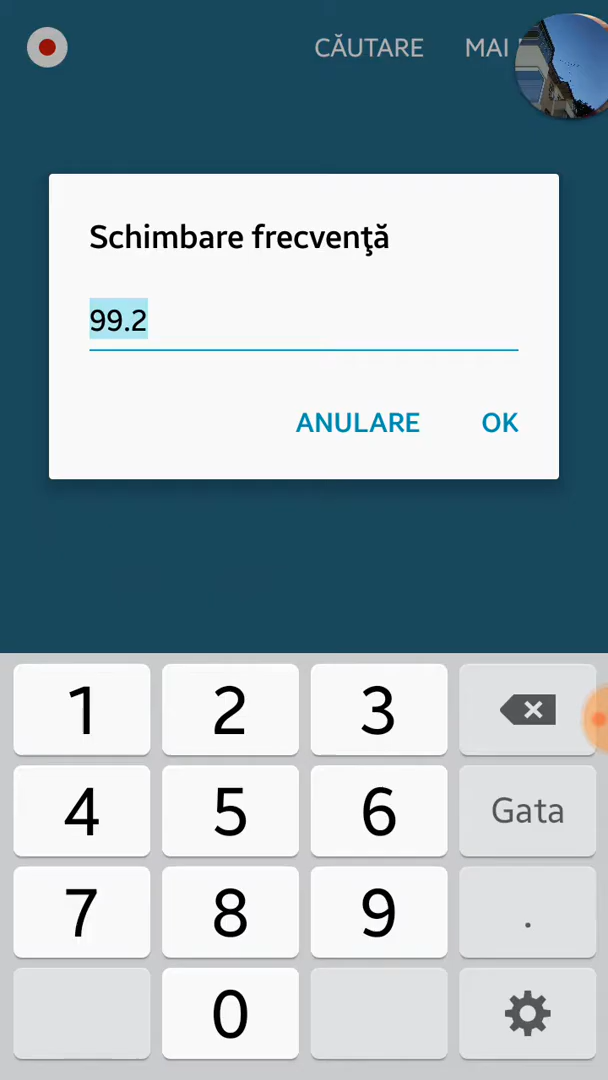 CĂUTARE MAI
Schimbare frecvenţă
99.2
ANULARE OK
1 2 3
4 5 6 Gata
7 8 9 .
0